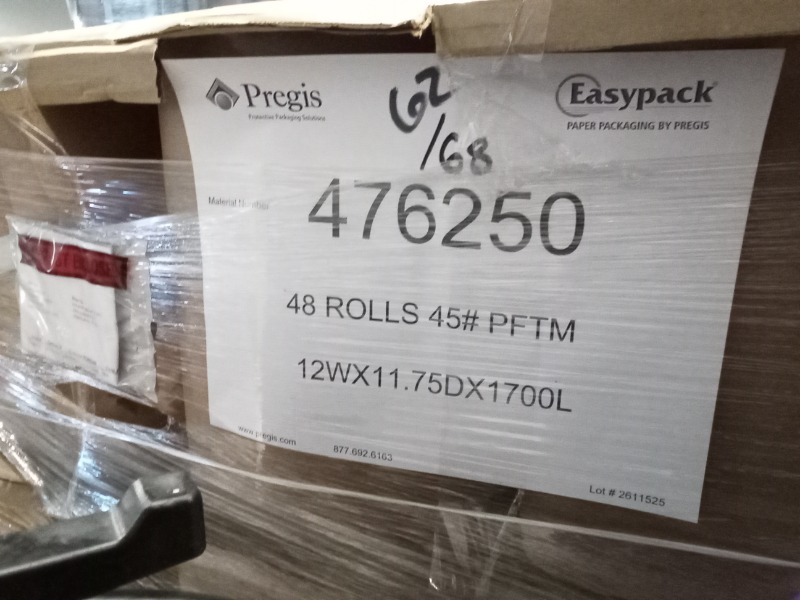 Pregis
Protective Packaging Solutions
62
/68
Easypack
PAPER PACKAGING BY PREGIS
Material Number
476250
48 ROLLS 45# PFTM
12WX11.75DX1700L
www.pregis.com
877.692.6163
Lot # 2611525